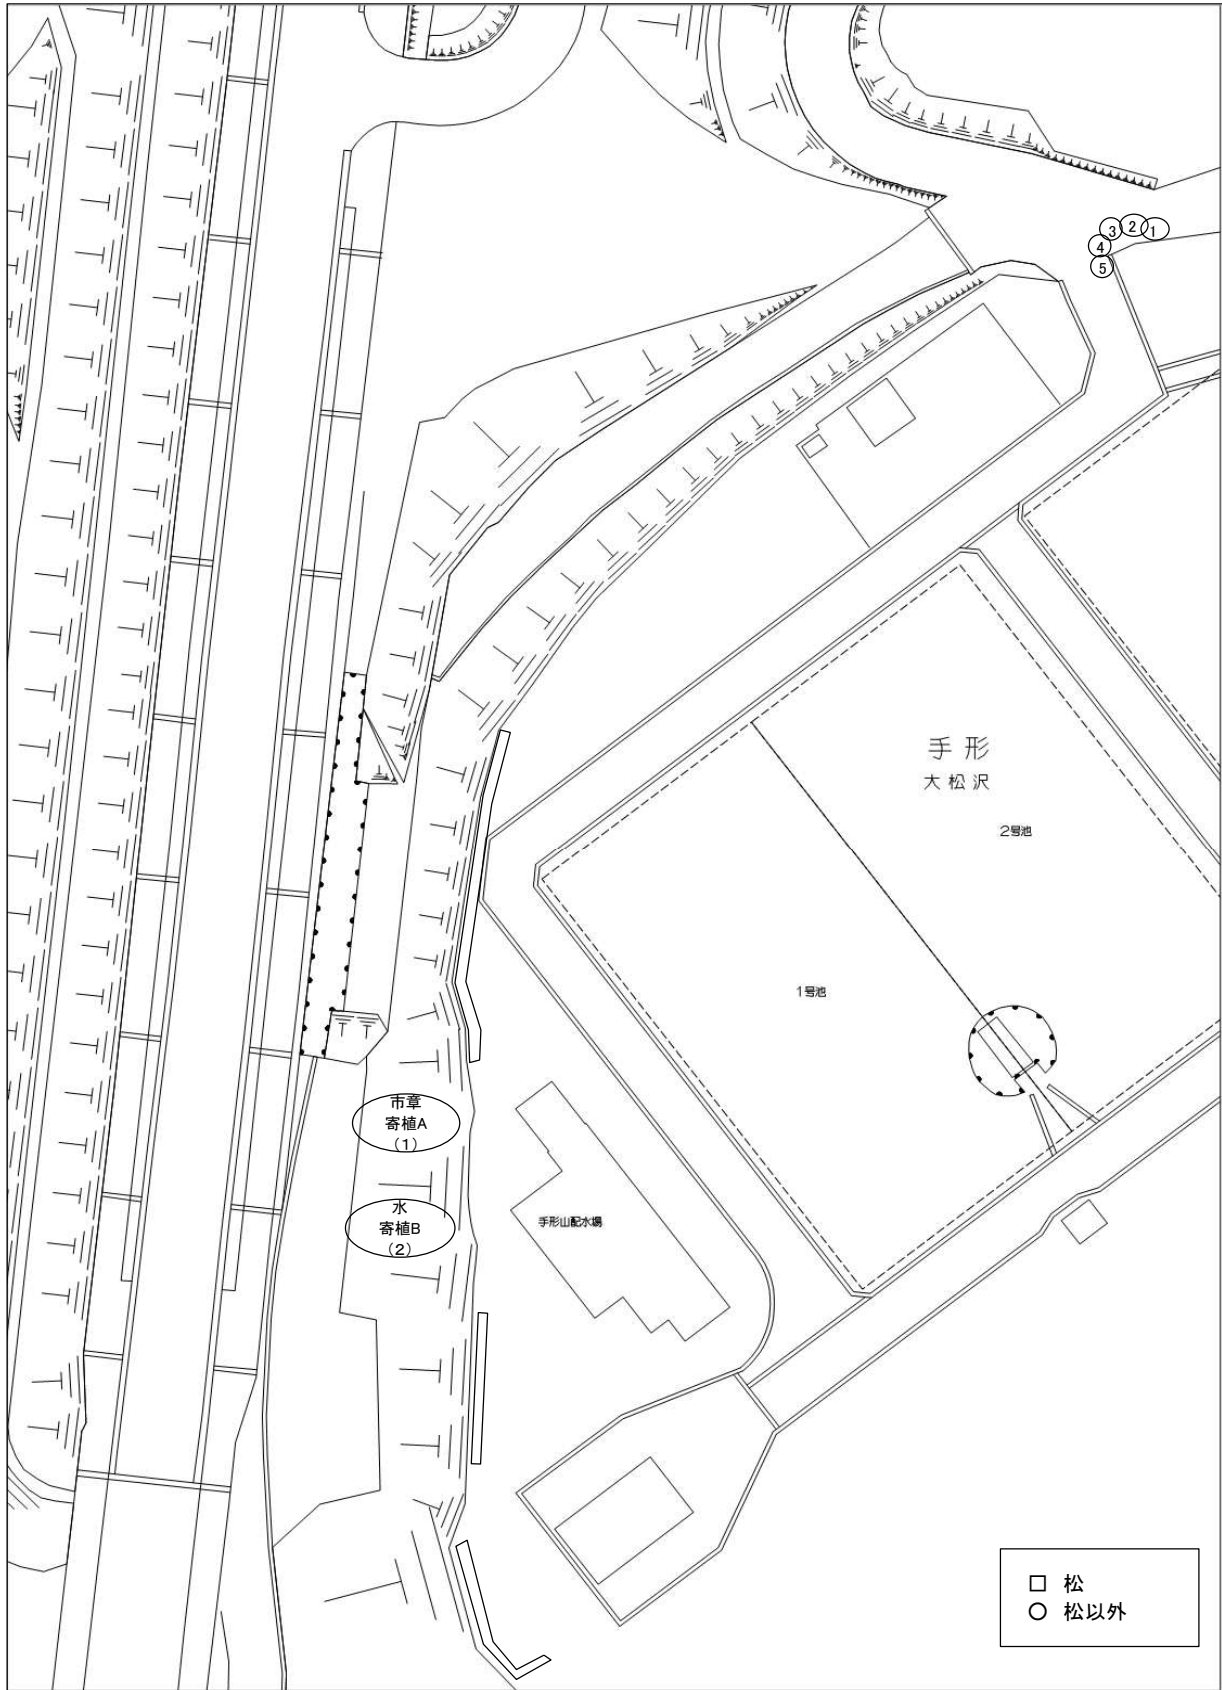 3 2 1
4
5
手形
大松沢
2号池
1号池
市章
寄植A
(1)
水
寄植B
(2)
手形山配水場
□ 松
○ 松以外